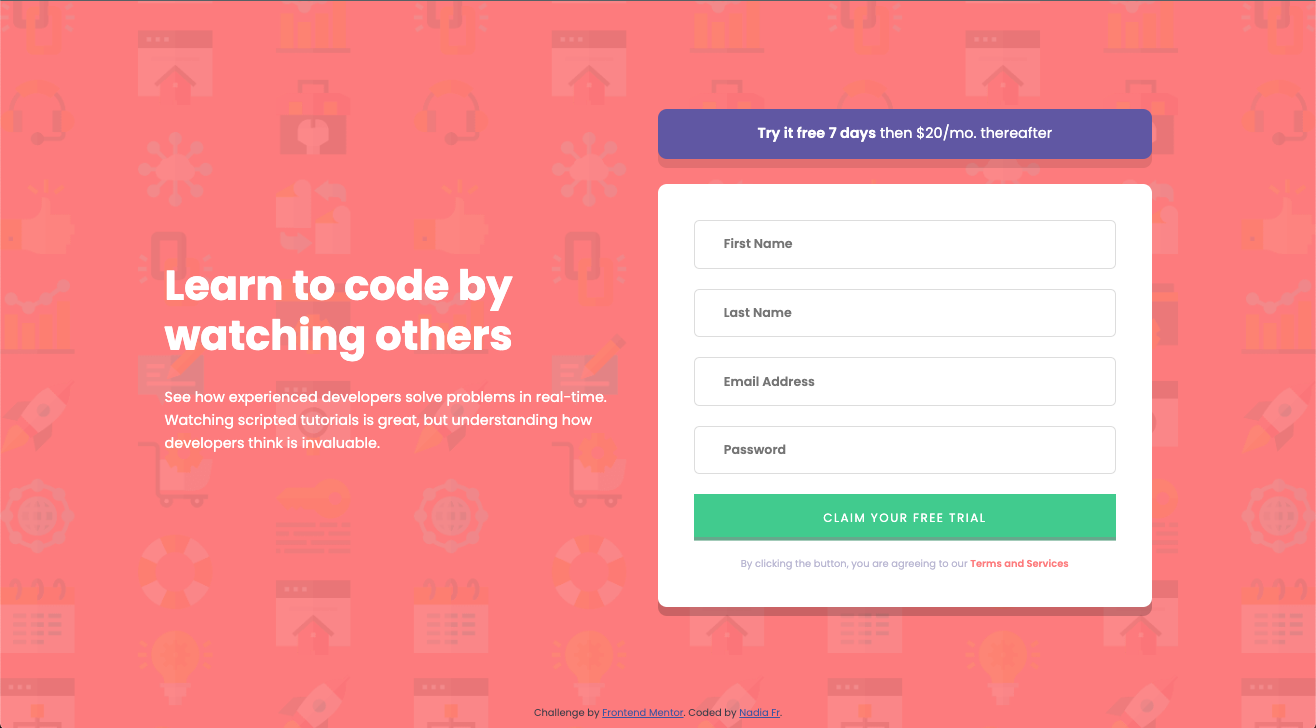 Learn to code by
watching others
See how experienced developers solve problems in real-time.
Watching scripted tutorials is great, but understanding how
developers think is invaluable.
Try it free 7 days then $20/mo. thereafter
First Name
Last Name
Email Address
Password
CLAIM YOUR FREE TRIAL
By clicking the button, you are agreeing to our Terms and Services
Challenge by Frontend Mentor. Coded by Nadia Fr.